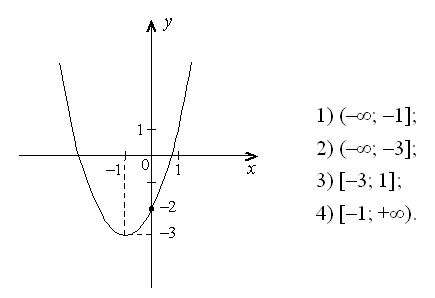 y
1
–1
0
1
x
–2
–3
1) (–∞; –1];
2) (–∞; –3];
3) [–3; 1];
4) [–1; +∞).